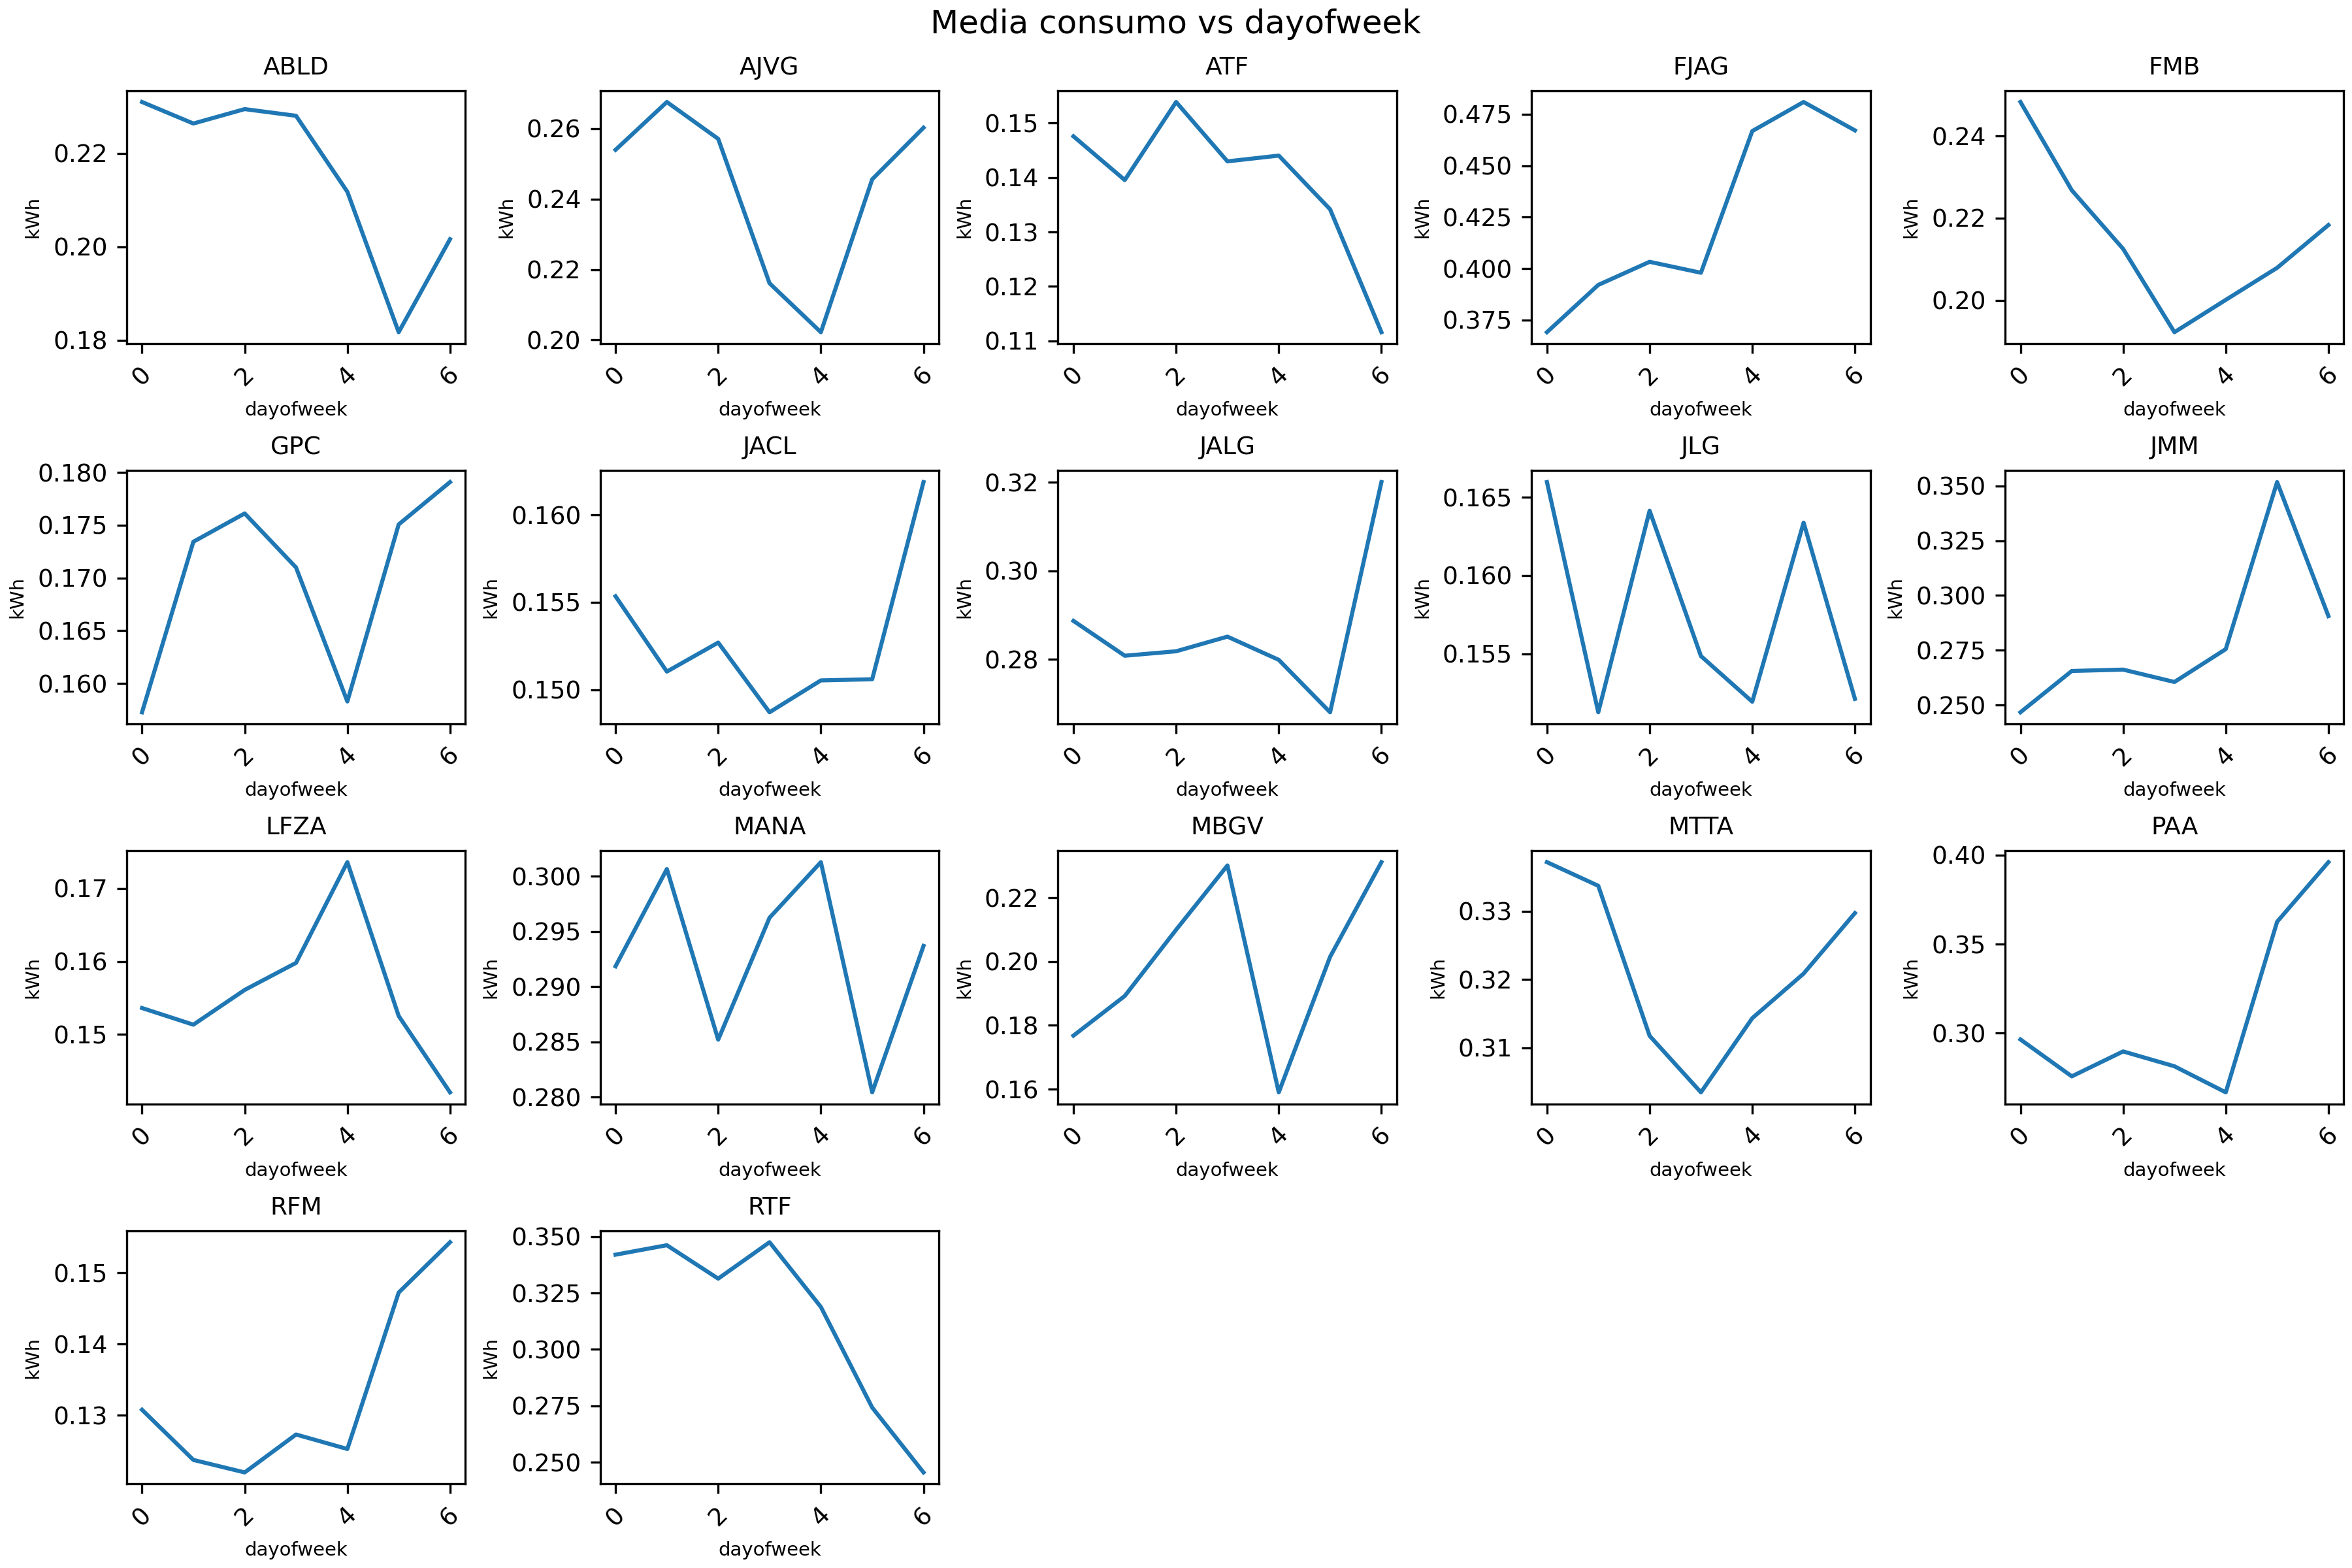 Media consumo vs dayofweek
ABLD
kWh
0.22
0.20
0.18
0 2 4 6
dayofweek
AJVG
kWh
0.26
0.24
0.22
0.20
0 2 4 6
dayofweek
ATF
kWh
0.15
0.14
0.13
0.12
0.11
0 2 4 6
dayofweek
FJAG
kWh
0.475
0.450
0.425
0.400
0.375
0 2 4 6
dayofweek
FMB
kWh
0.24
0.22
0.20
0 2 4 6
dayofweek
GPC
kWh
0.180
0.175
0.170
0.165
0.160
0 2 4 6
dayofweek
JACL
kWh
0.160
0.155
0.150
0 2 4 6
dayofweek
JALG
kWh
0.32
0.30
0.28
0 2 4 6
dayofweek
JLG
kWh
0.165
0.160
0.155
0 2 4 6
dayofweek
JMM
kWh
0.350
0.325
0.300
0.275
0.250
0 2 4 6
dayofweek
LFZA
kWh
0.17
0.16
0.15
0 2 4 6
dayofweek
MANA
kWh
0.300
0.295
0.290
0.285
0.280
0 2 4 6
dayofweek
MBGV
kWh
0.22
0.20
0.18
0.16
0 2 4 6
dayofweek
MTTA
kWh
0.33
0.32
0.31
0 2 4 6
dayofweek
PAA
kWh
0.40
0.35
0.30
0 2 4 6
dayofweek
RFM
kWh
0.15
0.14
0.13
0 2 4 6
dayofweek
RTF
kWh
0.350
0.325
0.300
0.275
0.250
0 2 4 6
dayofweek